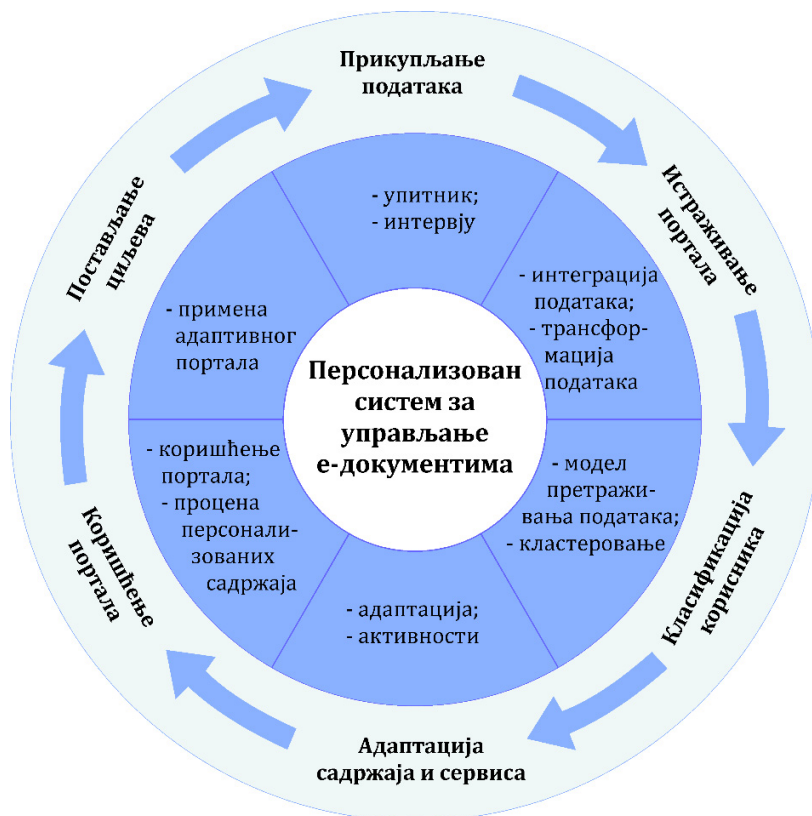 Прикупљање
података
Истраживање
портала
Класификација
корисника
Адаптација
садржаја и сервиса
Коришћење
портала
Постављање
циљева
- упитник;
- интервју
- интеграција
података;
- трансфор-
мација
података
- модел
претражи-
вања података;
- кластеровање
- адаптација;
- активности
- коришћење
портала;
- процена
персонали-
зованих
садржаја
- примена
адаптивног
портала
Персонализован
систем за
управљање
е-документима